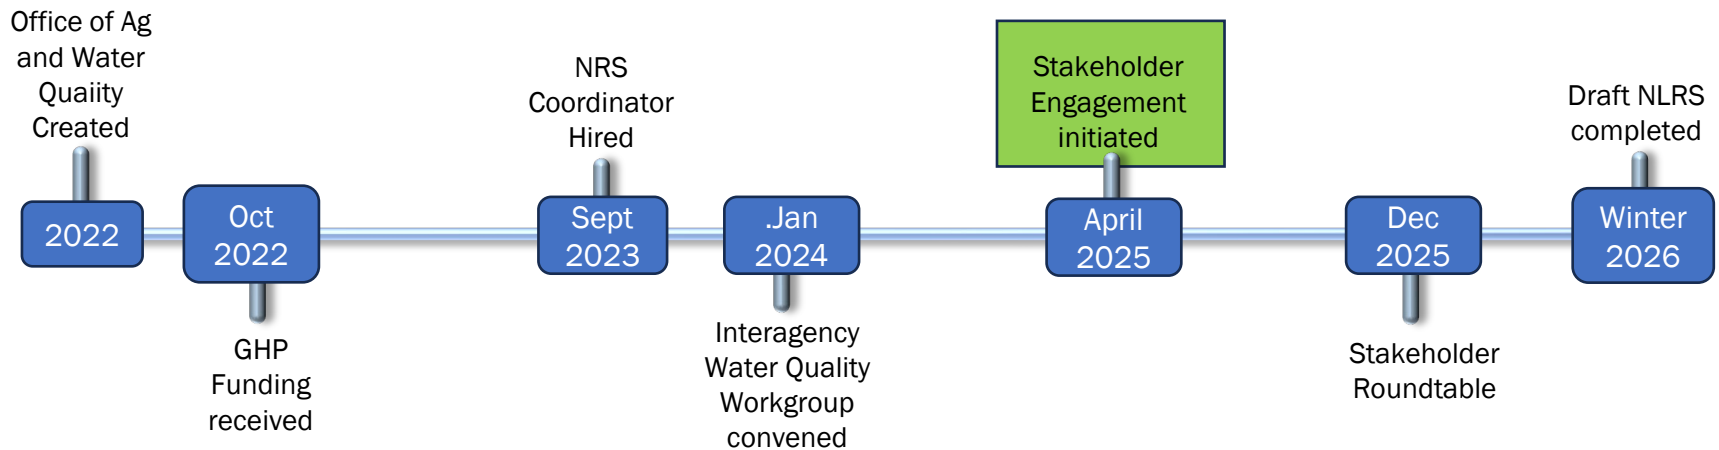 Office of Ag
and Water
Quaiity
Created
2022
Oct
2022
GHP
Funding
received
NRS
Coordinator
Hired
Sept
2023
.Jan
2024
Interagency
Water Quality
Workgroup
convened
Stakeholder
Engagement
initiated
April
2025
Dec
2025
Stakeholder
Roundtable
Draft NLRS
completed
Winter
2026